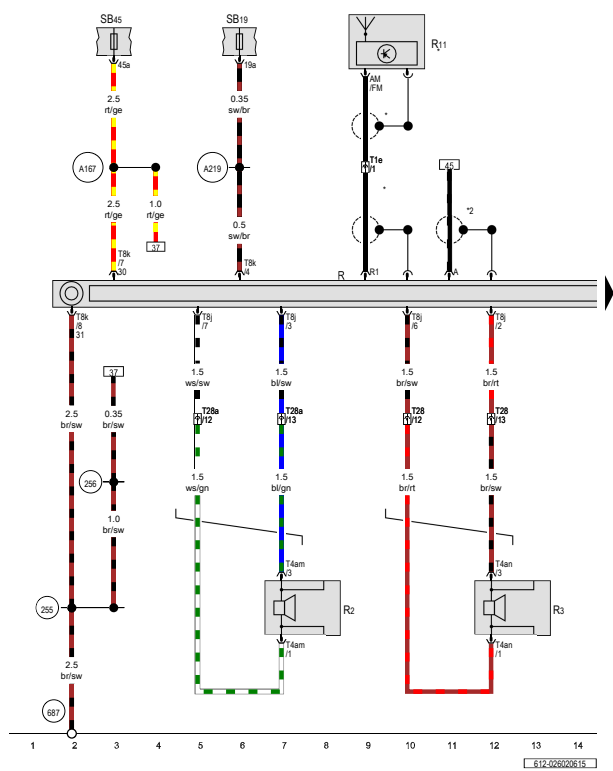 SB45
SB19
R11
*
45a
19a
AM
/FM
2.5
rt/ge
0.35
sw/br
*
T1e
/1
A167
A219
45
*
2.5
rt/ge
1.0
rt/ge
0.5
sw/br
*2
37
T8k
/7
30
T8k
/4
R
R1
A
T8k
/8
31
T8j
/7
T8j
/3
T8j
/6
T8j
/2
37
1.5
ws/sw
1.5
bl/sw
1.5
br/sw
1.5
br/rt
2.5
br/sw
0.35
br/sw
T28a
/12
T28a
/13
T28
/12
T28
/13
256
1.5
ws/gn
1.5
bl/gn
1.5
br/rt
1.5
br/sw
1.0
br/sw
T4am
/3
T4an
/3
255
R2
R3
T4am
/1
T4an
/1
2.5
br/sw
687
1 2 3 4 5 6 7 8 9 10 11 12 13 14
612-026020615